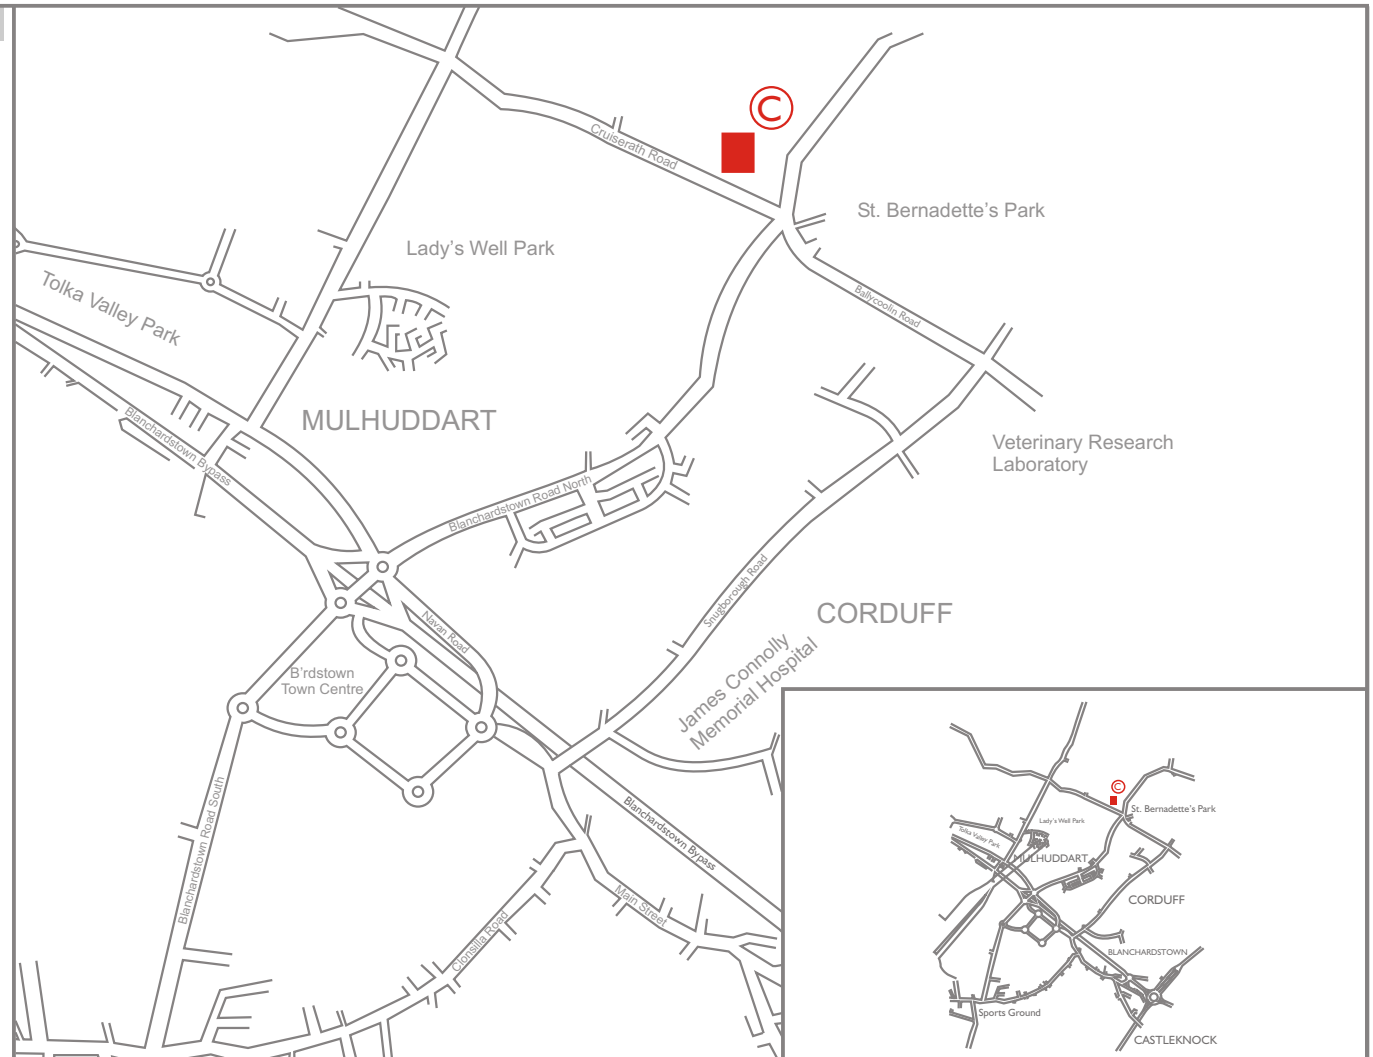 ©
Cruiserath Road
St. Bernadette's Park
Lady's Well Park
Tolka Valley Park
Ballycoolin Road
MULHUDDART
Blanchardstown Bypass
Veterinary Research
Laboratory
Blanchardstown Road North
Snugborough Road
CORDUFF
Navan Road
James Connolly
Memorial Hospital
B'rdstown
Town Centre
Blanchardstown Road South
Blanchardstown Bypass
Main Street
Clonsilla Road
©
St. Bernadette's Park
Lady's Well Park
Tolka Valley Park
MULHUDDART
CORDUFF
BLANCHARDSTOWN
Sports Ground
CASTLEKNOCK